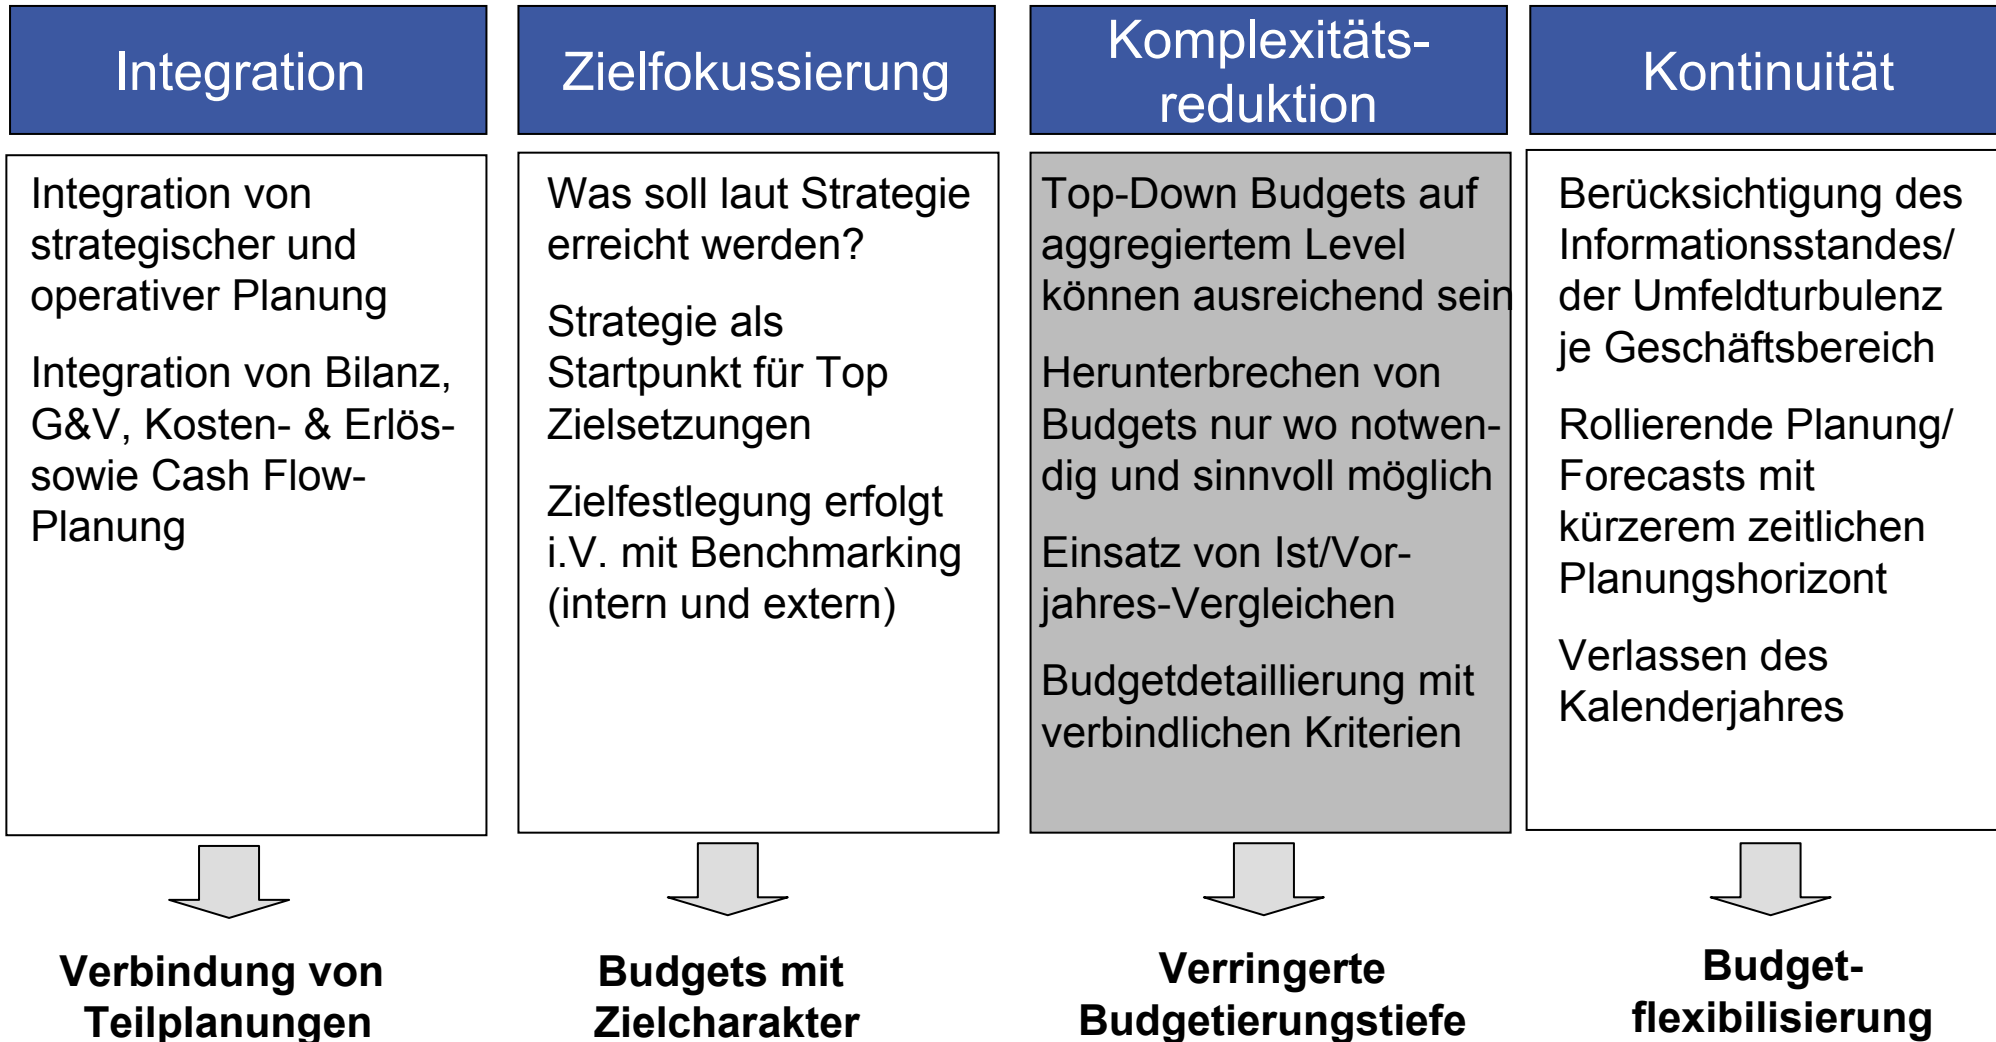 Integration
Zielfokussierung
Komplexitäts-
reduktion
Kontinuität
Integration von
strategischer und
operativer Planung
Integration von Bilanz,
G&V, Kosten- & Erlös-
sowie Cash Flow-
Planung
Was soll laut Strategie
erreicht werden?
Strategie als
Startpunkt für Top
Zielsetzungen
Zielfestlegung erfolgt
i.V. mit Benchmarking
(intern und extern)
Top-Down Budgets auf
aggregiertem Level
können ausreichend sein
Herunterbrechen von
Budgets nur wo notwen-
dig und sinnvoll möglich
Einsatz von Ist/Vor-
jahres-Vergleichen
Budgetdetaillierung mit
verbindlichen Kriterien
Berücksichtigung des
Informationsstandes/
der Umfeldturbulenz
je Geschäftsbereich
Rollierende Planung/
Forecasts mit
kürzerem zeitlichen
Planungshorizont
Verlassen des
Kalenderjahres
Verbindung von
Teilplanungen
Budgets mit
Zielcharakter
Verringerte
Budgetierungstiefe
Budget-
flexibilisierung